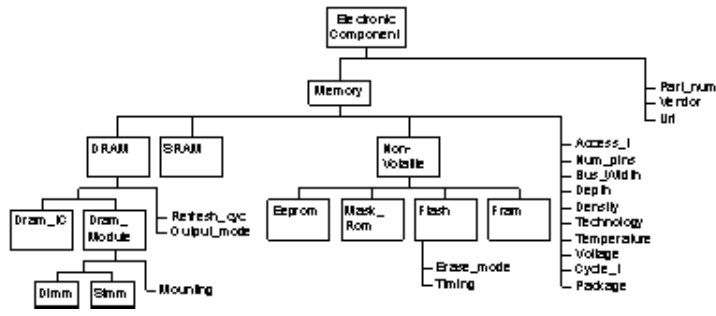 Electronic
Component
Memory
Part_num
Vendor
Url
DRAM
SRAM
Non-
Volatile
Access_t
Num_pins
Bus_Width
Depth
Density
Technology
Temperature
Voltage
Cycle_t
Package
Dram_IC
Dram_
Module
Refresh_cyc
Output_mode
Eeprom
Mask_
Rom
Flash
Fram
Erase_mode
Timing
Dimm
Simm
Mounting